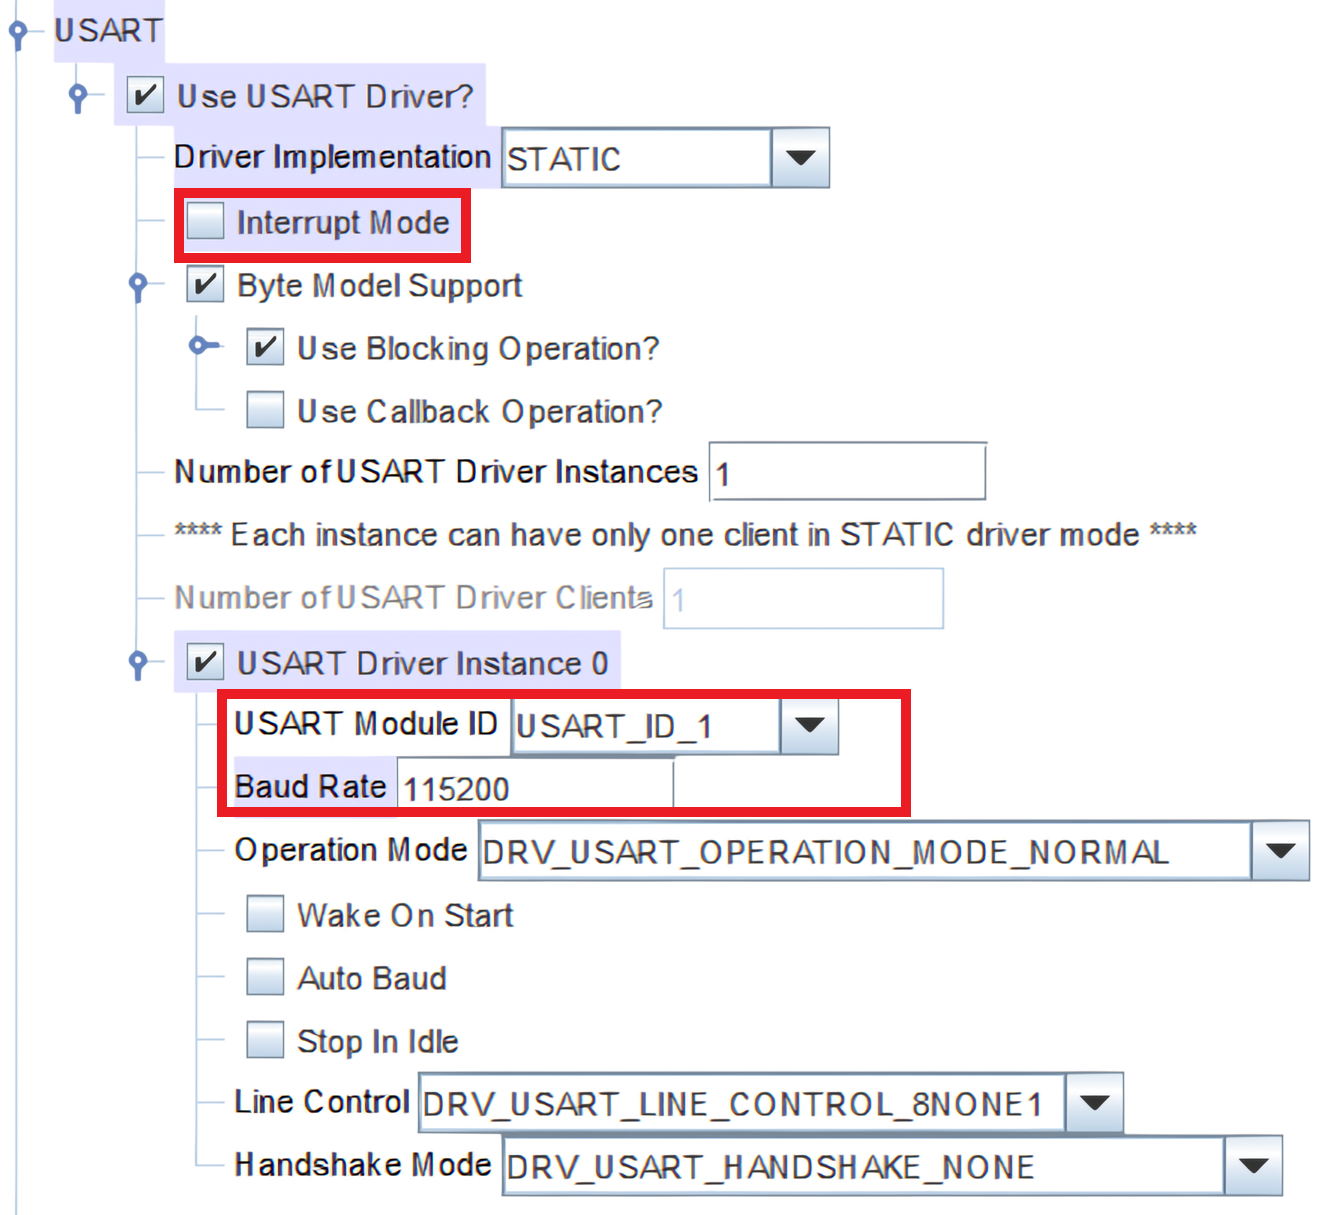 USART
Use USART Driver?
Driver Implementation STATIC
Interrupt Mode
Byte Model Support
Use Blocking Operation?
Use Callback Operation?
Number of USART Driver Instances 1
**** Each instance can have only one client in STATIC driver mode ****
Number of USART Driver Clients 1
USART Driver Instance 0
USART Module ID USART_ID_1
Baud Rate 115200
Operation Mode DRV_USART_OPERATION_MODE_NORMAL
Wake On Start
Auto Baud
Stop In Idle
Line Control DRV_USART_LINE_CONTROL_8NONE1
Handshake Mode DRV_USART_HANDSHAKE_NONE